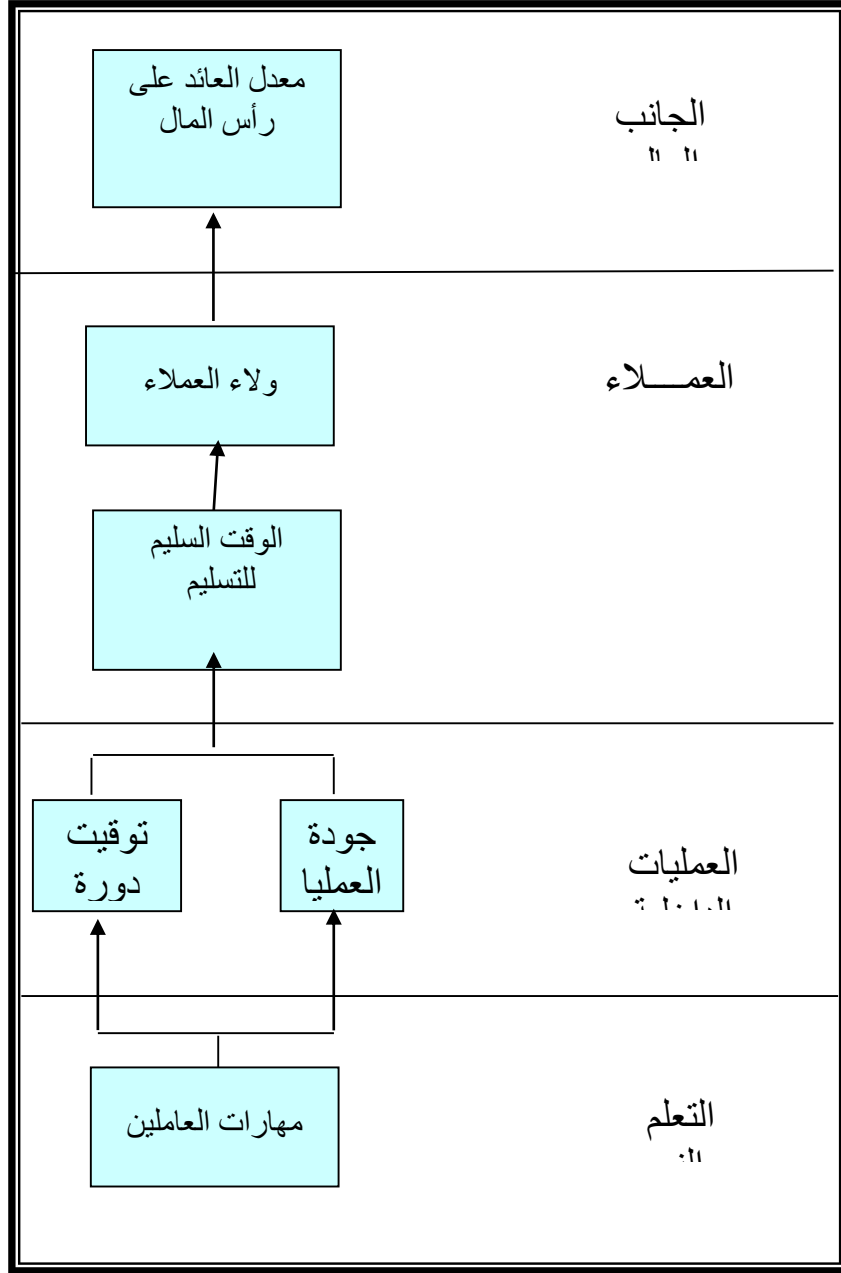 الجانب
معدل العائد على
رأس المال
العمـــلاء
ولاء العملاء
الوقت السليم
للتسليم
العمليات
جودة
العمليا
توقيت
دورة
التعلم
مهارات العاملين